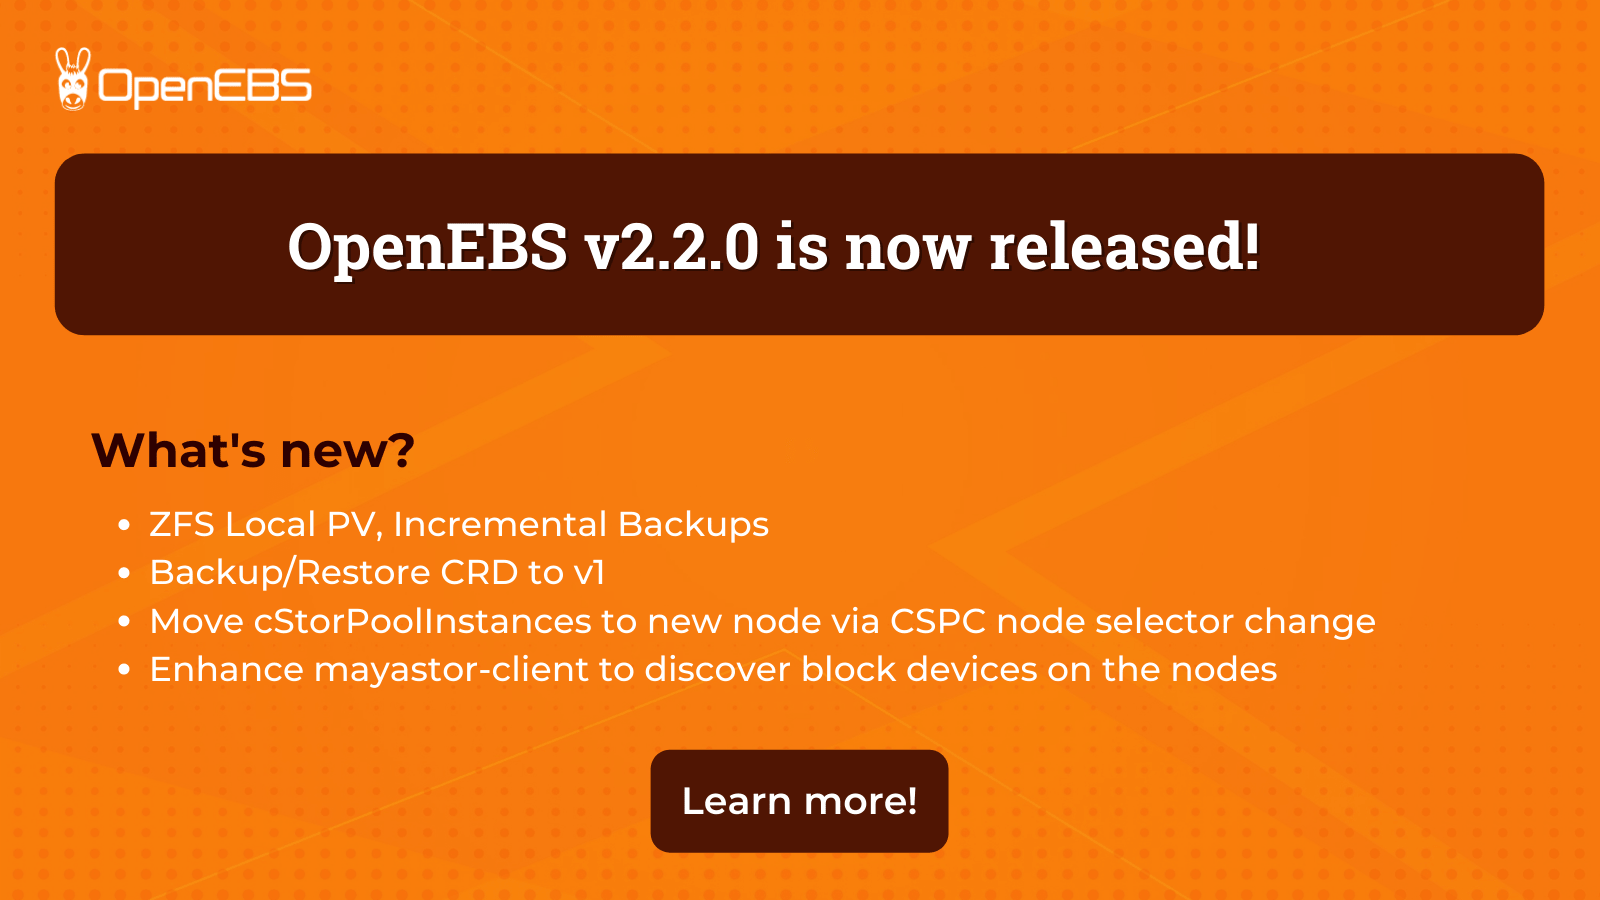 OpenEBS
OpenEBS v2.2.0 is now released!
What's new?
• ZFS Local PV, Incremental Backups
• Backup/Restore CRD to v1
• Move cStorPoolInstances to new node via CSPC node selector change
• Enhance mayastor-client to discover block devices on the nodes
Learn more!